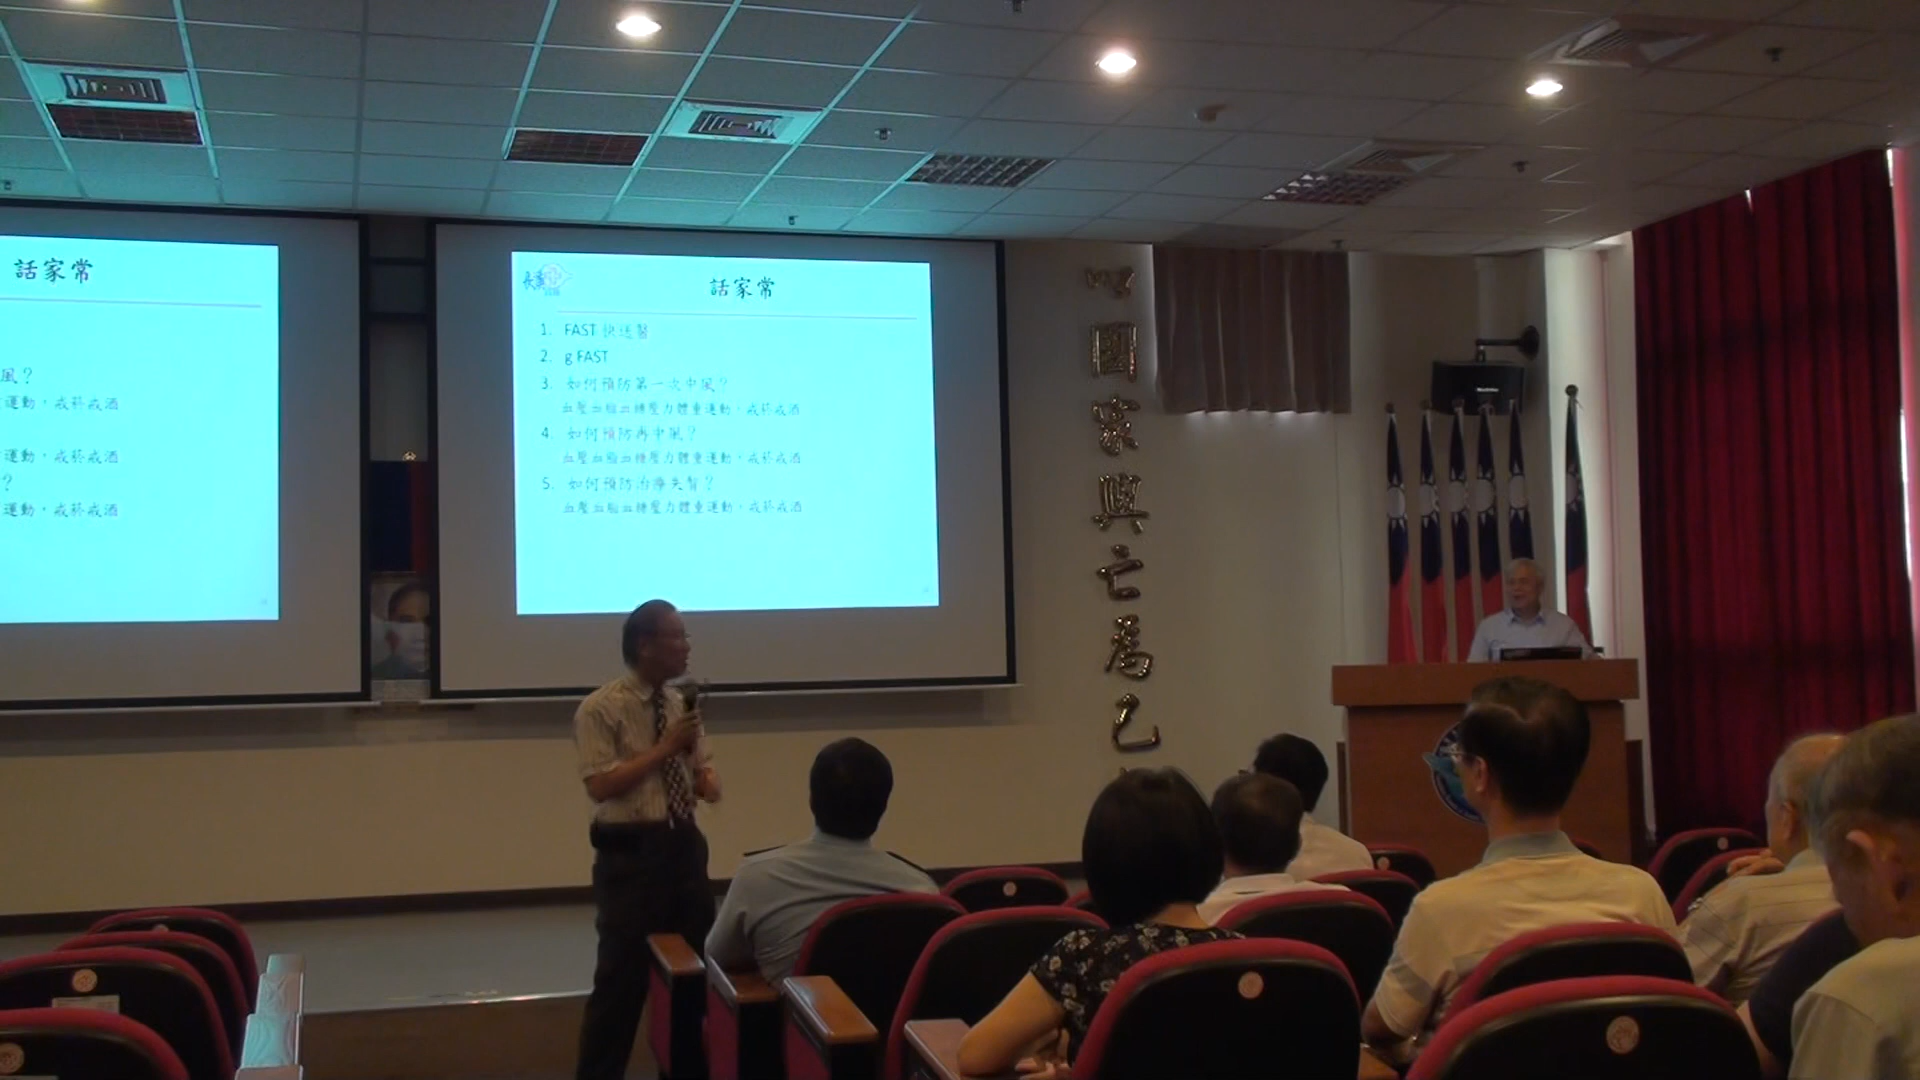 話家常
風？
運動，戒菸戒酒
運動，戒菸戒酒
？
運動，戒菸戒酒
長業
話家常
1. FAST 快送醫
2. g FAST
3. 如何預防第一次中風？
血壓血脂血糖壓力體重運動，戒菸戒酒
4. 如何預防再中風？
血壓血脂血糖壓力體重運動，戒菸戒酒
5. 如何預防治療失智？
血壓血脂血糖壓力體重運動，戒菸戒酒
以國家興亡為己